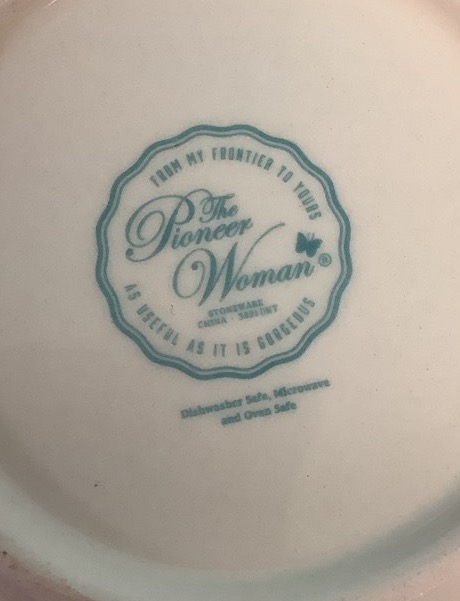 FROM MY FRONTIER TO YOURS
The
Pioneer
Woman®
STONEWARE
CHINA
AS USEFUL AS IT IS GORGEOUS
Dishwasher Safe, Microwave
and Oven Safe